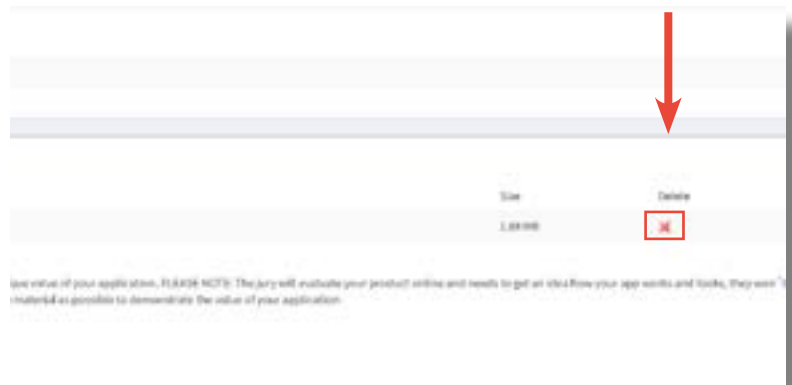 Size Delete
1.84 MB
value of your application. PLEASE NOTE: The jury will evaluate your product online and needs to get an idea how your app works and looks, they won't
material as possible to demonstrate the value of your application